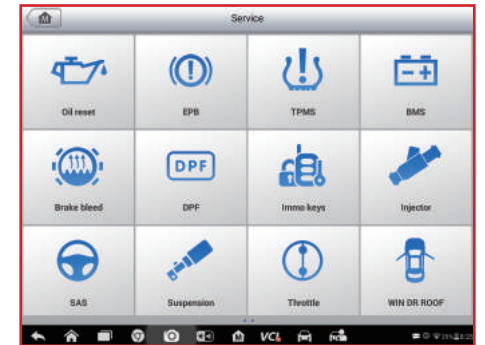 Service
Oil reset
EPB
TPMS
BMS
DPF
Brake bleed
DPF
Immo keys
Injector
SAS
Suspension
Throttle
WIN DR ROOF
VCI